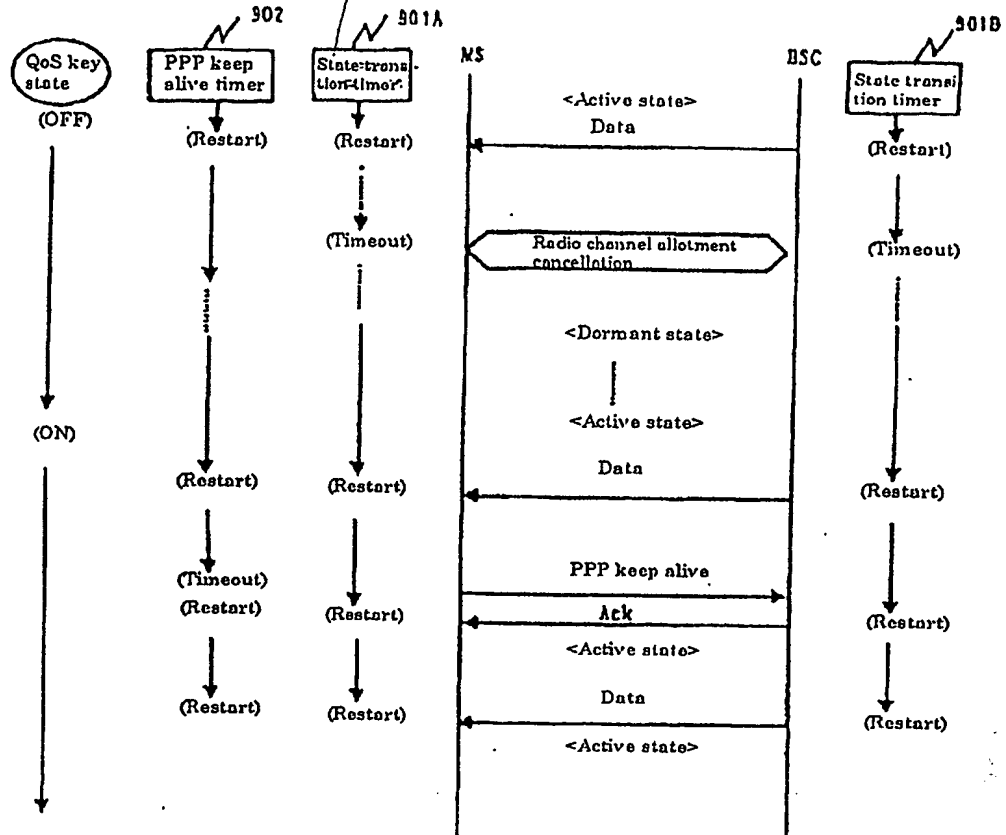 902
901A
901B
QoS key
state
PPP keep
alive timer
State=trans
tion=timer
MS
BSC
State transi
tion timer
(OFF)
<Active state>
Data
(Restart)
(Restart)
(Restart)
(Timeout)
Radio channel allotment
cancellation
(Timeout)
<Dormant state>
<Active state>
(ON)
Data
(Restart)
(Restart)
(Restart)
PPP keep alive
(Timeout)
(Restart)
(Restart)
Ack
(Restart)
<Active state>
Data
(Restart)
(Restart)
(Restart)
<Active state>